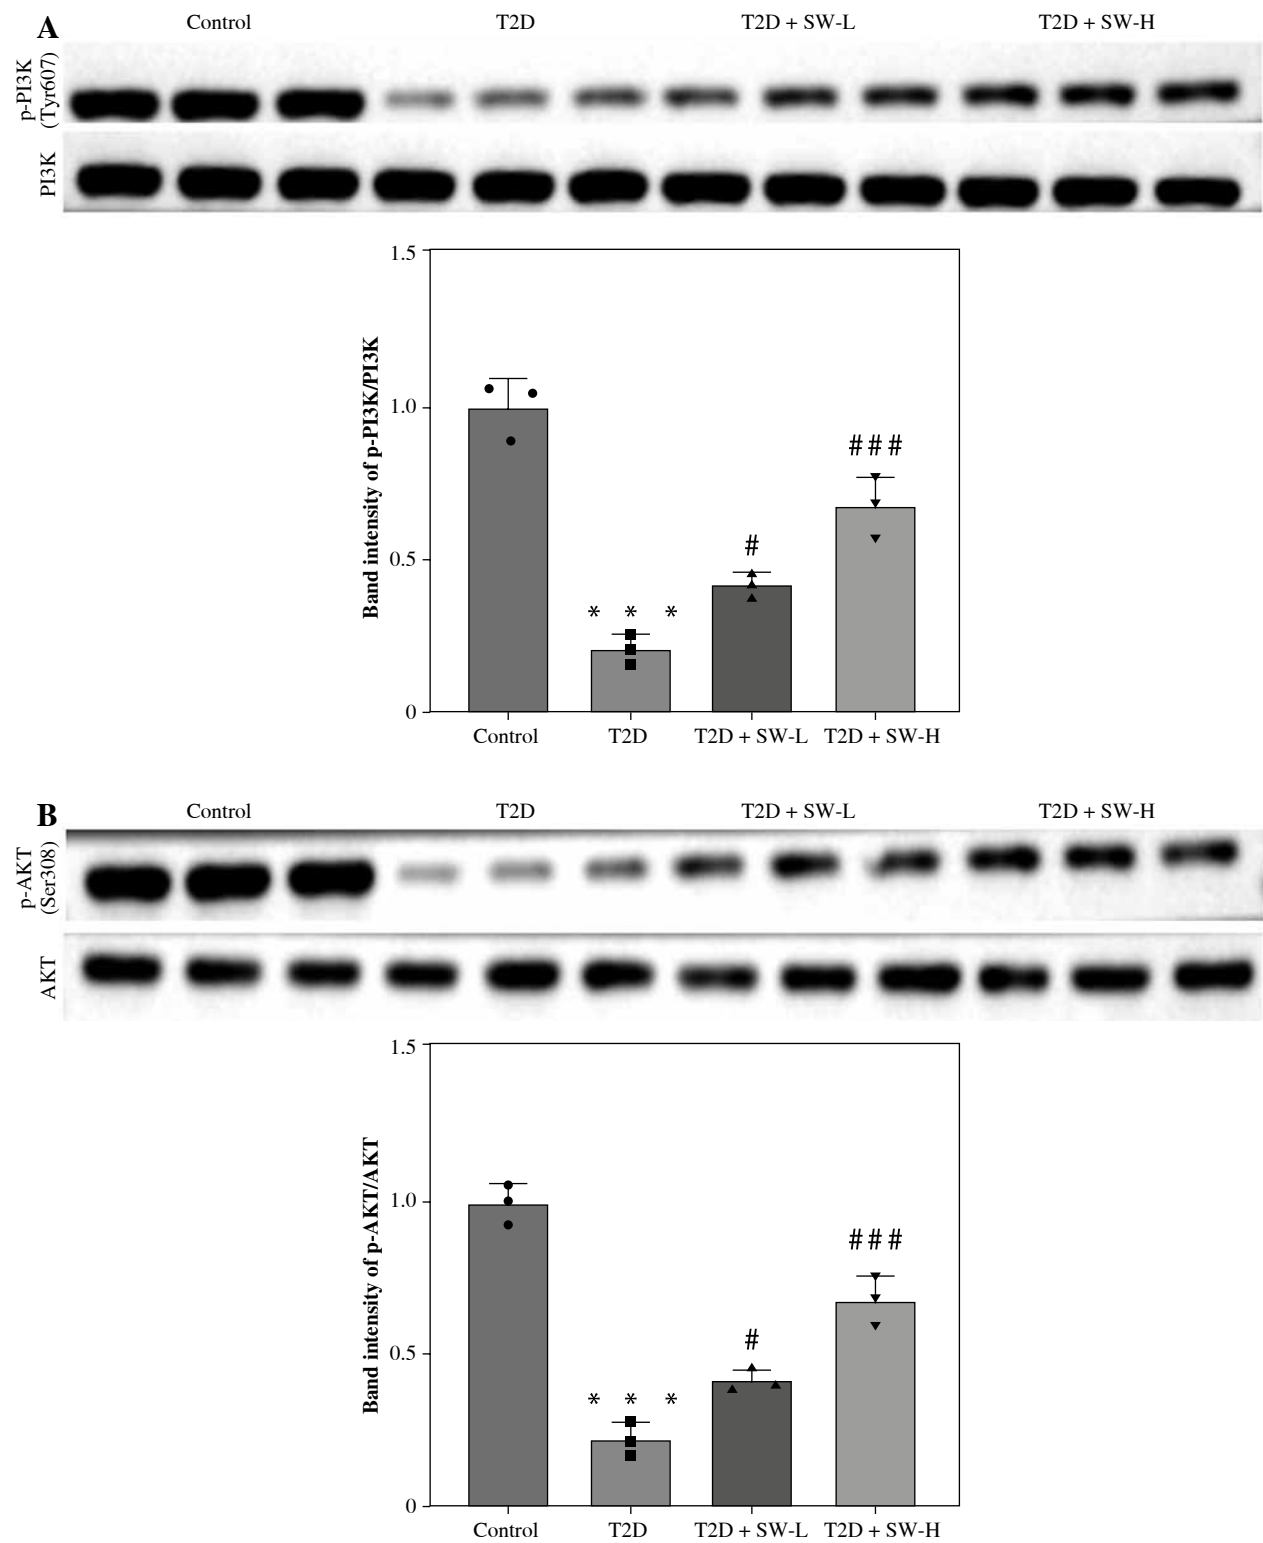 A
Control T2D T2D + SW-L T2D + SW-H
p-PI3K
(Tyr607)
PI3K
Band intensity of p-PI3K/PI3K
1.5
1.0
0.5
0
* * *
#
# # #
Control T2D T2D + SW-L T2D + SW-H
B
Control T2D T2D + SW-L T2D + SW-H
p-AKT
(Ser308)
AKT
Band intensity of p-AKT/AKT
1.5
1.0
0.5
0
* * *
#
# # #
Control T2D T2D + SW-L T2D + SW-H